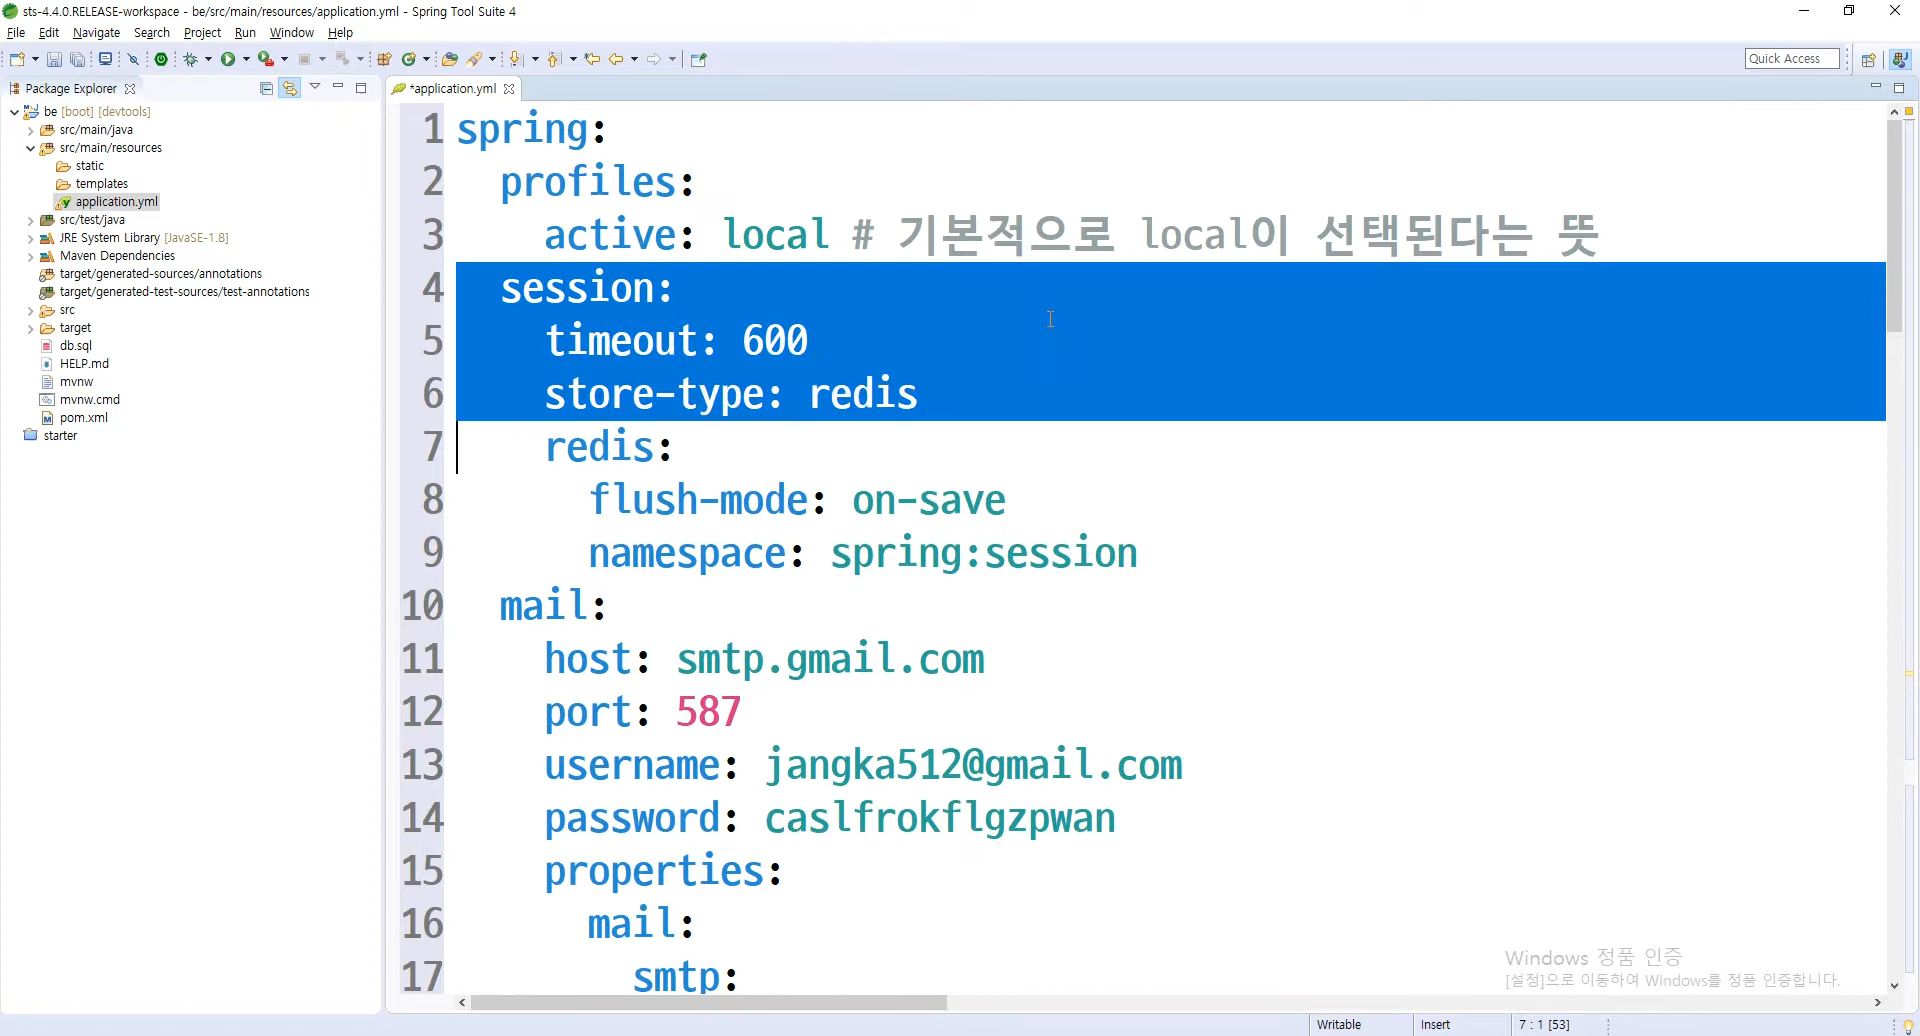 sts-4.4.0.RELEASE-workspace - be/src/main/resources/application.yml - Spring Tool Suite 4
File Edit Navigate Search Project Run Window Help
Quick Access
Package Explorer
*application.yml
be [boot] [devtools]
src/main/java
src/main/resources
static
templates
application.yml
src/test/java
JRE System Library [JavaSE-1.8]
Maven Dependencies
target/generated-sources/annotations
target/generated-test-sources/test-annotations
src
target
db.sql
HELP.md
mvnw
mvnw.cmd
pom.xml
starter
1 spring:
2 profiles:
3 active: local # 기본적으로 local이 선택된다는 뜻
4 session:
5 timeout: 600
6 store-type: redis
7 redis:
8 flush-mode: on-save
9 namespace: spring:session
10 mail:
11 host: smtp.gmail.com
12 port: 587
13 username: jangka512@gmail.com
14 password: caslfrokflgzpwan
15 properties:
16 mail:
17 smtp:
Windows 정품 인증
[설정]으로 이동하여 Windows를 정품 인증합니다.
Writable Insert 7 : 1 [53]